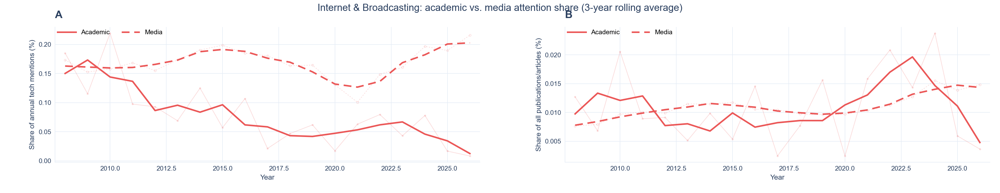 Internet & Broadcasting: academic vs. media attention share (3-year rolling average)
A
Academic
Media
Share of annual tech mentions (%)
0.20
0.15
0.10
0.05
0.00
2010.0
2012.5
2015.0
2017.5
2020.0
2022.5
2025.0
Year
B
Academic
Media
Share of all publications/articles (%)
0.020
0.015
0.010
0.005
2010.0
2012.5
2015.0
2017.5
2020.0
2022.5
2025.0
Year